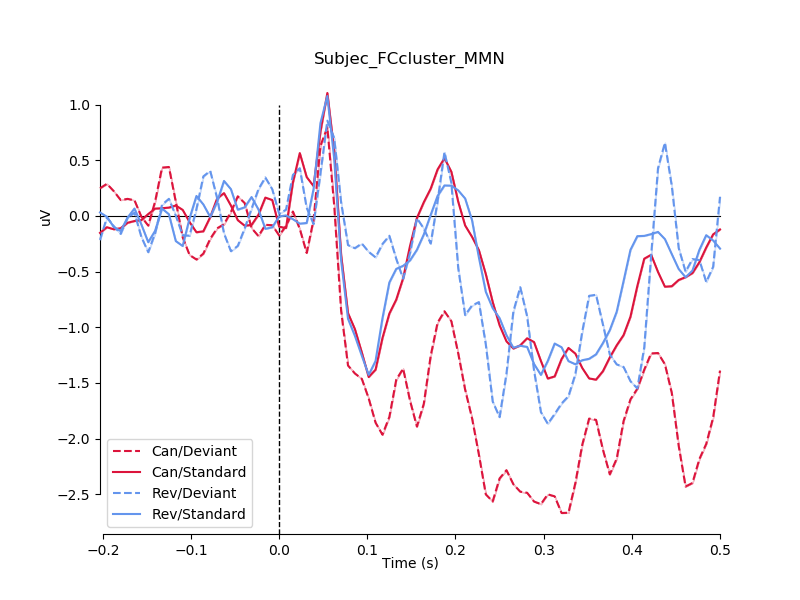 Subjec_FCcluster_MMN
1.0
0.5
0.0
−0.5
−1.0
−1.5
−2.0
−2.5
uV
Can/Deviant
Can/Standard
Rev/Deviant
Rev/Standard
−0.2 −0.1 0.0 0.1 0.2 0.3 0.4 0.5
Time (s)